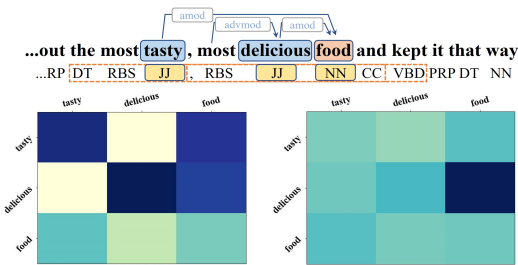 amod
advmod amod
...out the most tasty , most delicious food and kept it that way
...RP DT RBS JJ , RBS JJ NN CC VBD PRP DT NN
tasty delicious food tasty delicious food
tasty tasty
delicious delicious
food food